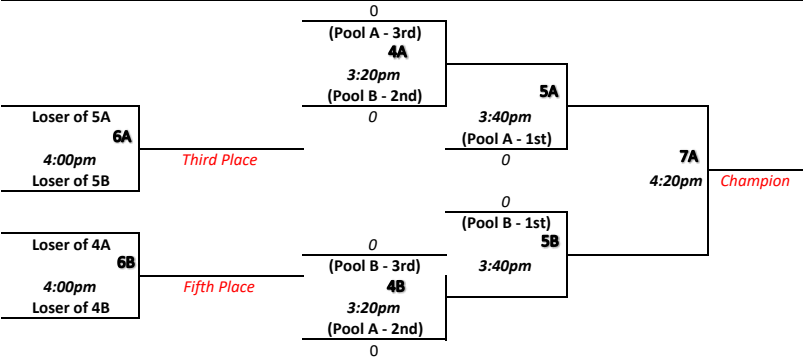 0
(Pool A - 3rd)
4A
3:20pm
(Pool B - 2nd)
0
5A
3:40pm
(Pool A - 1st)
0
Loser of 5A
6A
4:00pm
Loser of 5B
Third Place
7A
4:20pm
Champion
0
(Pool B - 1st)
5B
3:40pm
Loser of 4A
6B
4:00pm
Loser of 4B
Fifth Place
0
(Pool B - 3rd)
4B
3:20pm
(Pool A - 2nd)
0